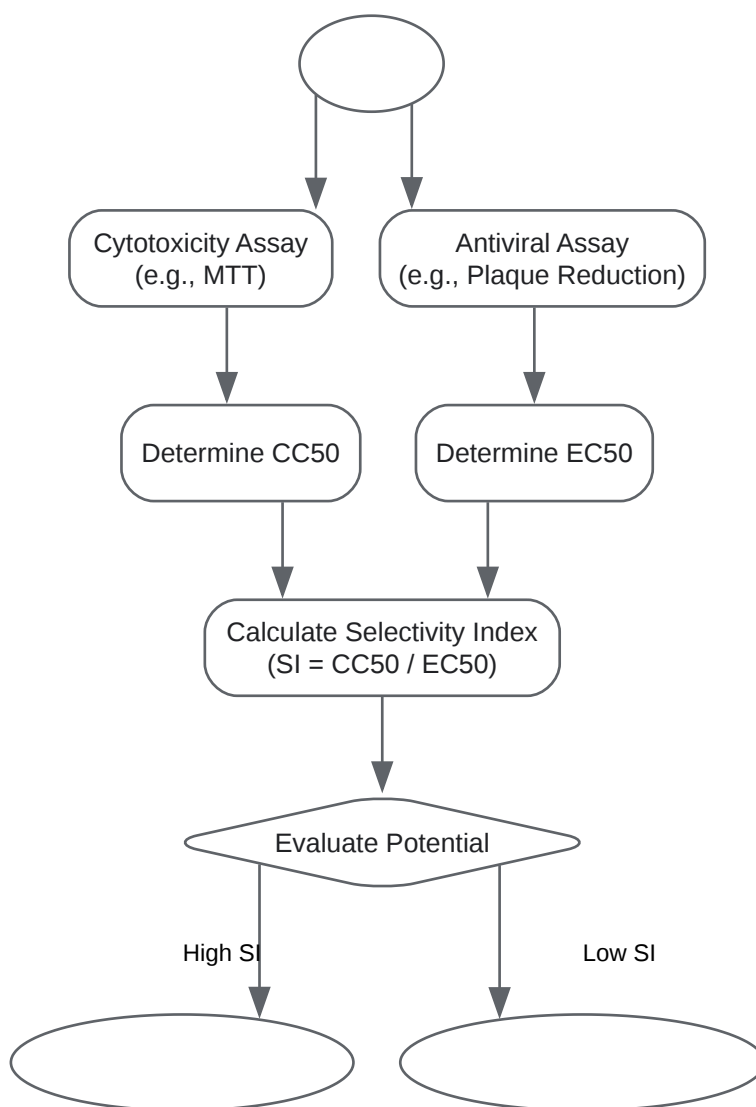 Cytotoxicity Assay
(e.g., MTT)
Antiviral Assay
(e.g., Plaque Reduction)
Determine CC50
Determine EC50
Calculate Selectivity Index
(SI = CC50 / EC50)
Evaluate Potential
High SI
Low SI